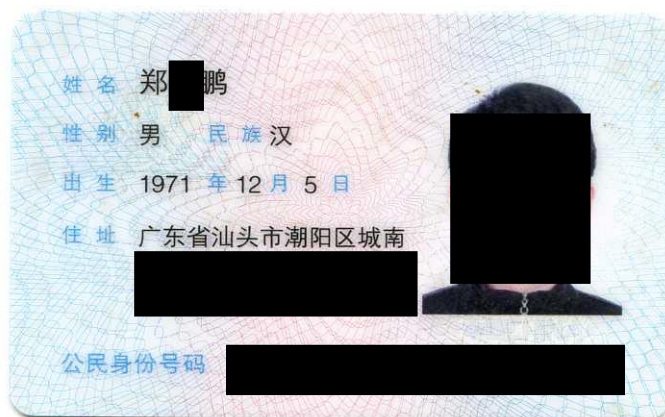 姓名 郑 鹏
性别 男 民族 汉
出生 1971 年 12 月 5 日
住址 广东省汕头市潮阳区城南
公民身份号码